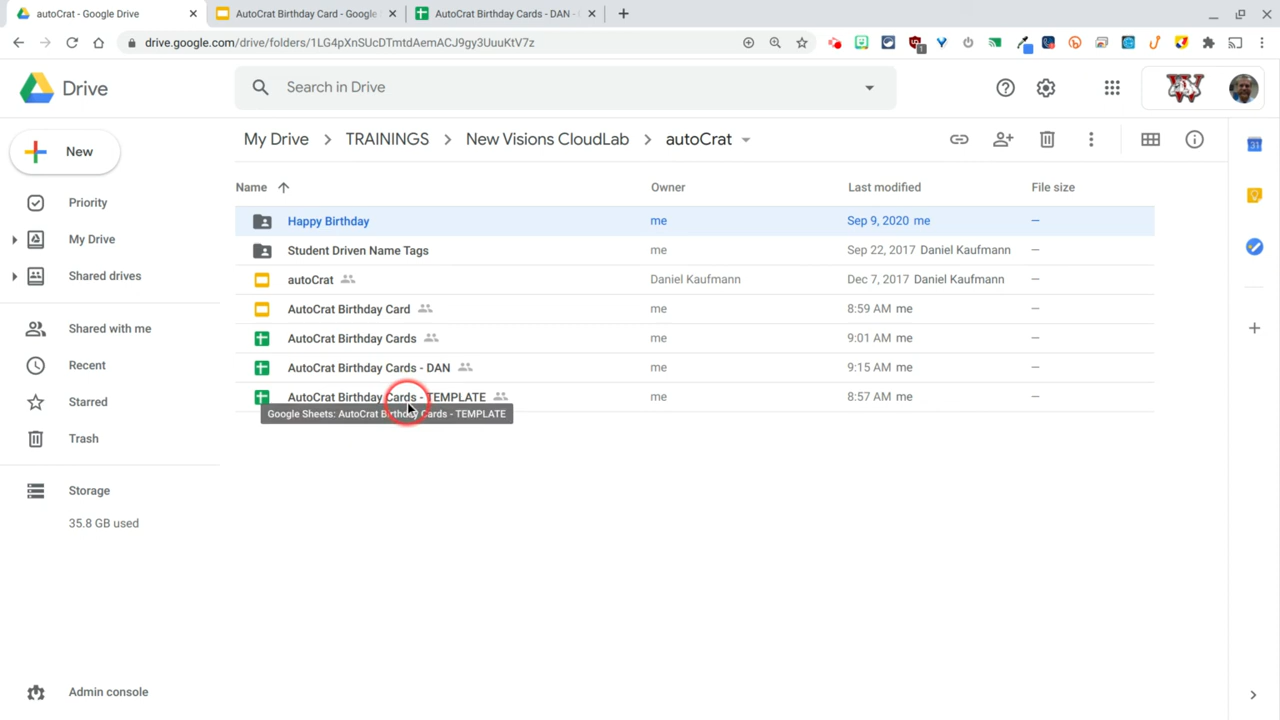 autoCrat - Google Drive
AutoCrat Birthday Card - Google
AutoCrat Birthday Cards - DAN -
drive.google.com/drive/folders/1LG4pXnSUcDTmtdAemACJ9gy3UuuKV7z
Drive
Search in Drive
New
My Drive
TRAININGS
New Visions CloudLab
autoCrat
Name
Owner
Last modified
File size
Priority
My Drive
Shared drives
Shared with me
Recent
Starred
Trash
Storage
35.8 GB used
Admin console
Happy Birthday me Sep 9, 2020 me –
Student Driven Name Tags me Sep 22, 2017 Daniel Kaufmann –
autoCrat Daniel Kaufmann Dec 7, 2017 Daniel Kaufmann –
AutoCrat Birthday Card me 8:59 AM me –
AutoCrat Birthday Cards me 9:01 AM me –
AutoCrat Birthday Cards - DAN me 9:15 AM me –
AutoCrat Birthday Cards - TEMPLATE me 8:57 AM me –
Google Sheets: AutoCrat Birthday Cards - TEMPLATE